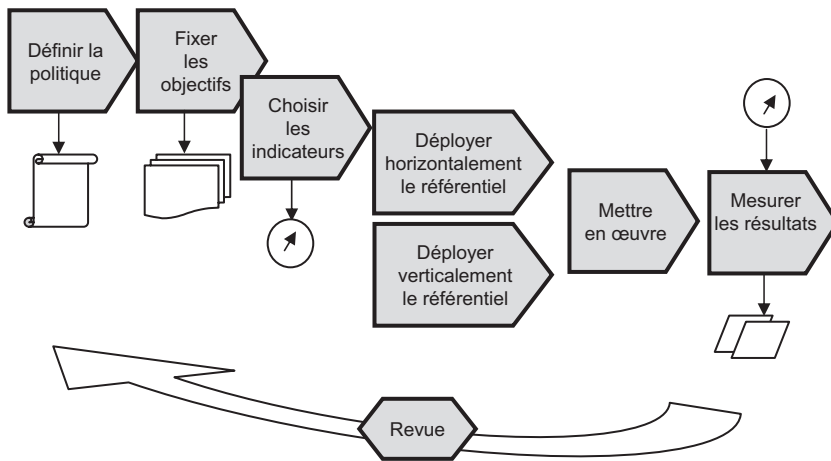 Définir la
politique
Fixer
les
objectifs
Choisir
les
indicateurs
Déployer
horizontalement
le référentiel
Déployer
verticalement
le référentiel
Mettre
en œuvre
Mesurer
les résultats
Revue